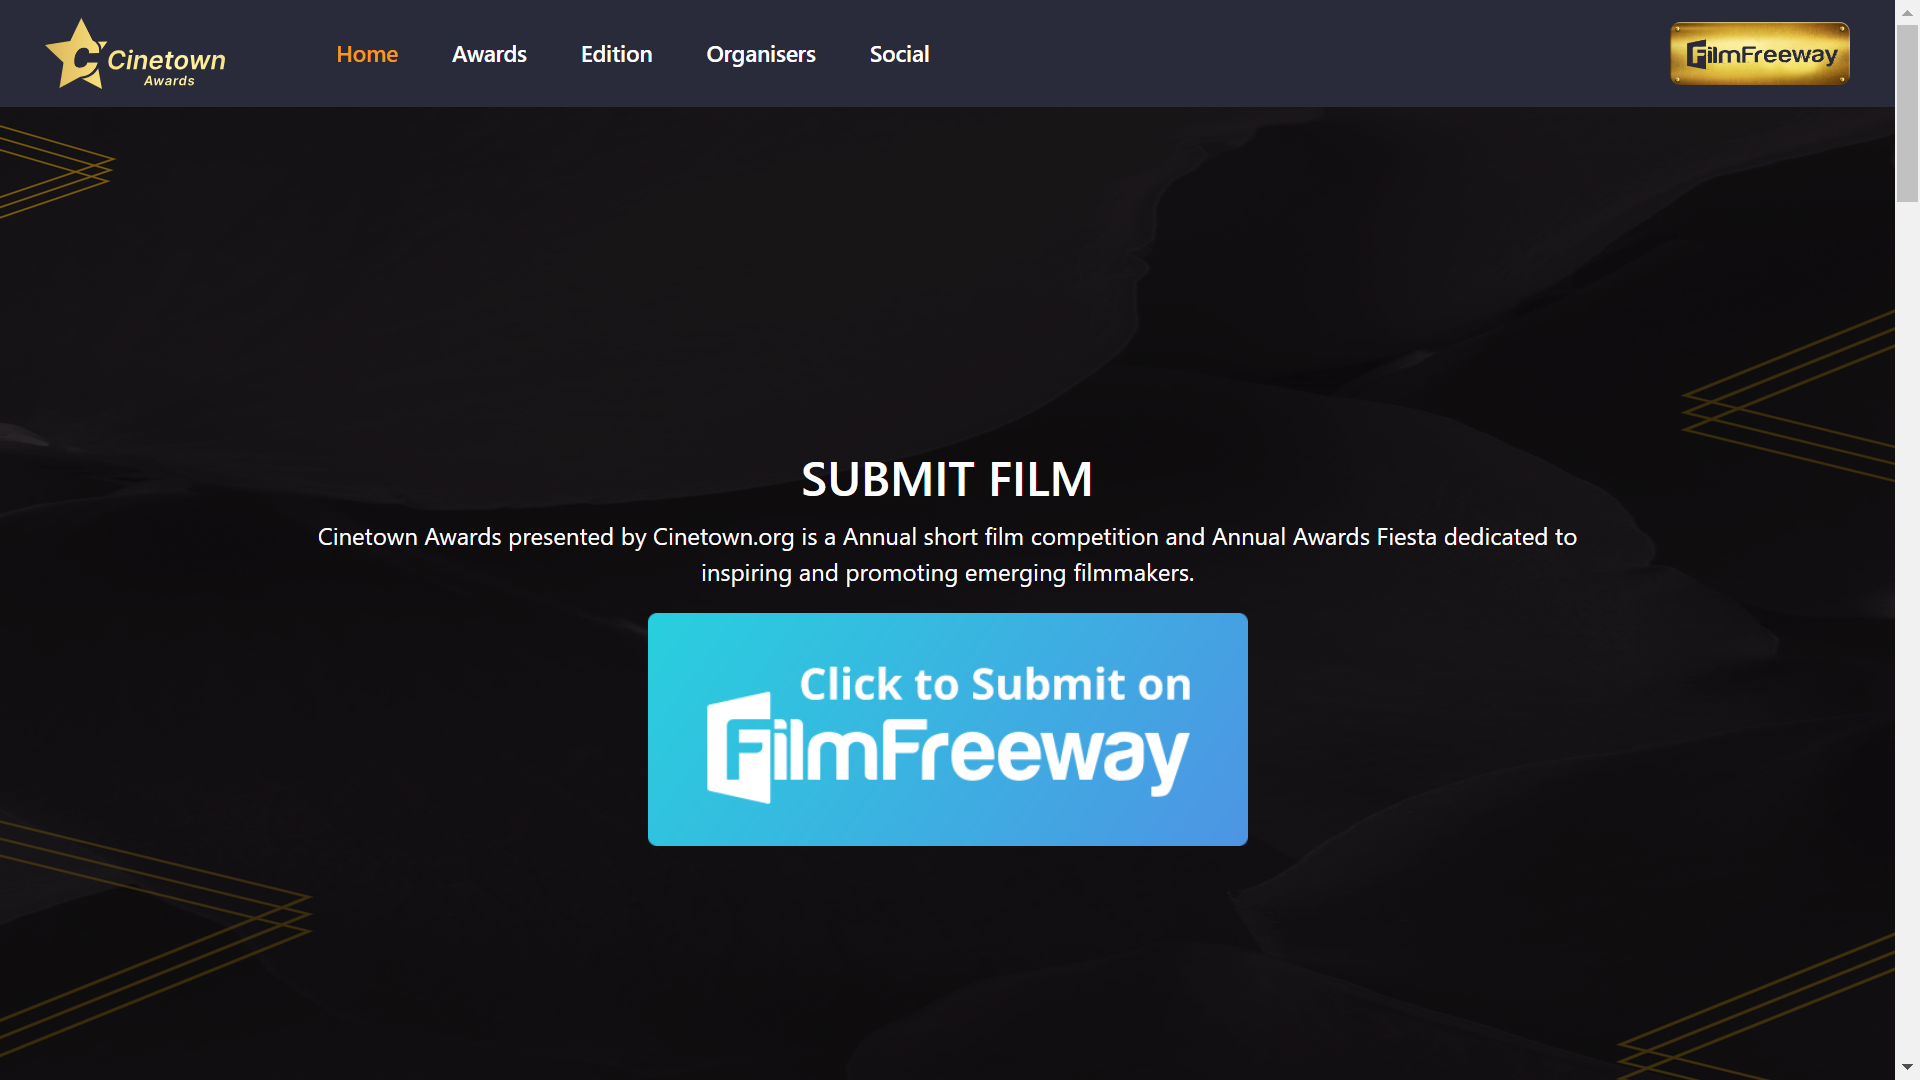 Cinetown
Awards
Home
Awards
Edition
Organisers
Social
FilmFreeway
SUBMIT FILM
Cinetown Awards presented by Cinetown.org is a Annual short film competition and Annual Awards Fiesta dedicated to
inspiring and promoting emerging filmmakers.
Click to Submit on
FilmFreeway